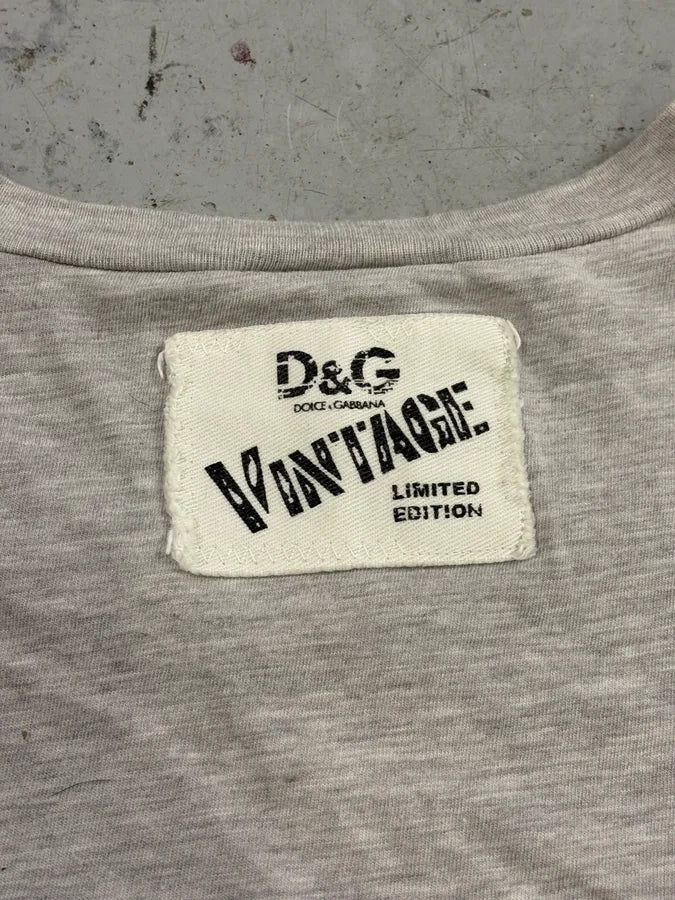 D&G
DOLCE & GABBANA
VINTAGE
LIMITED
EDITION